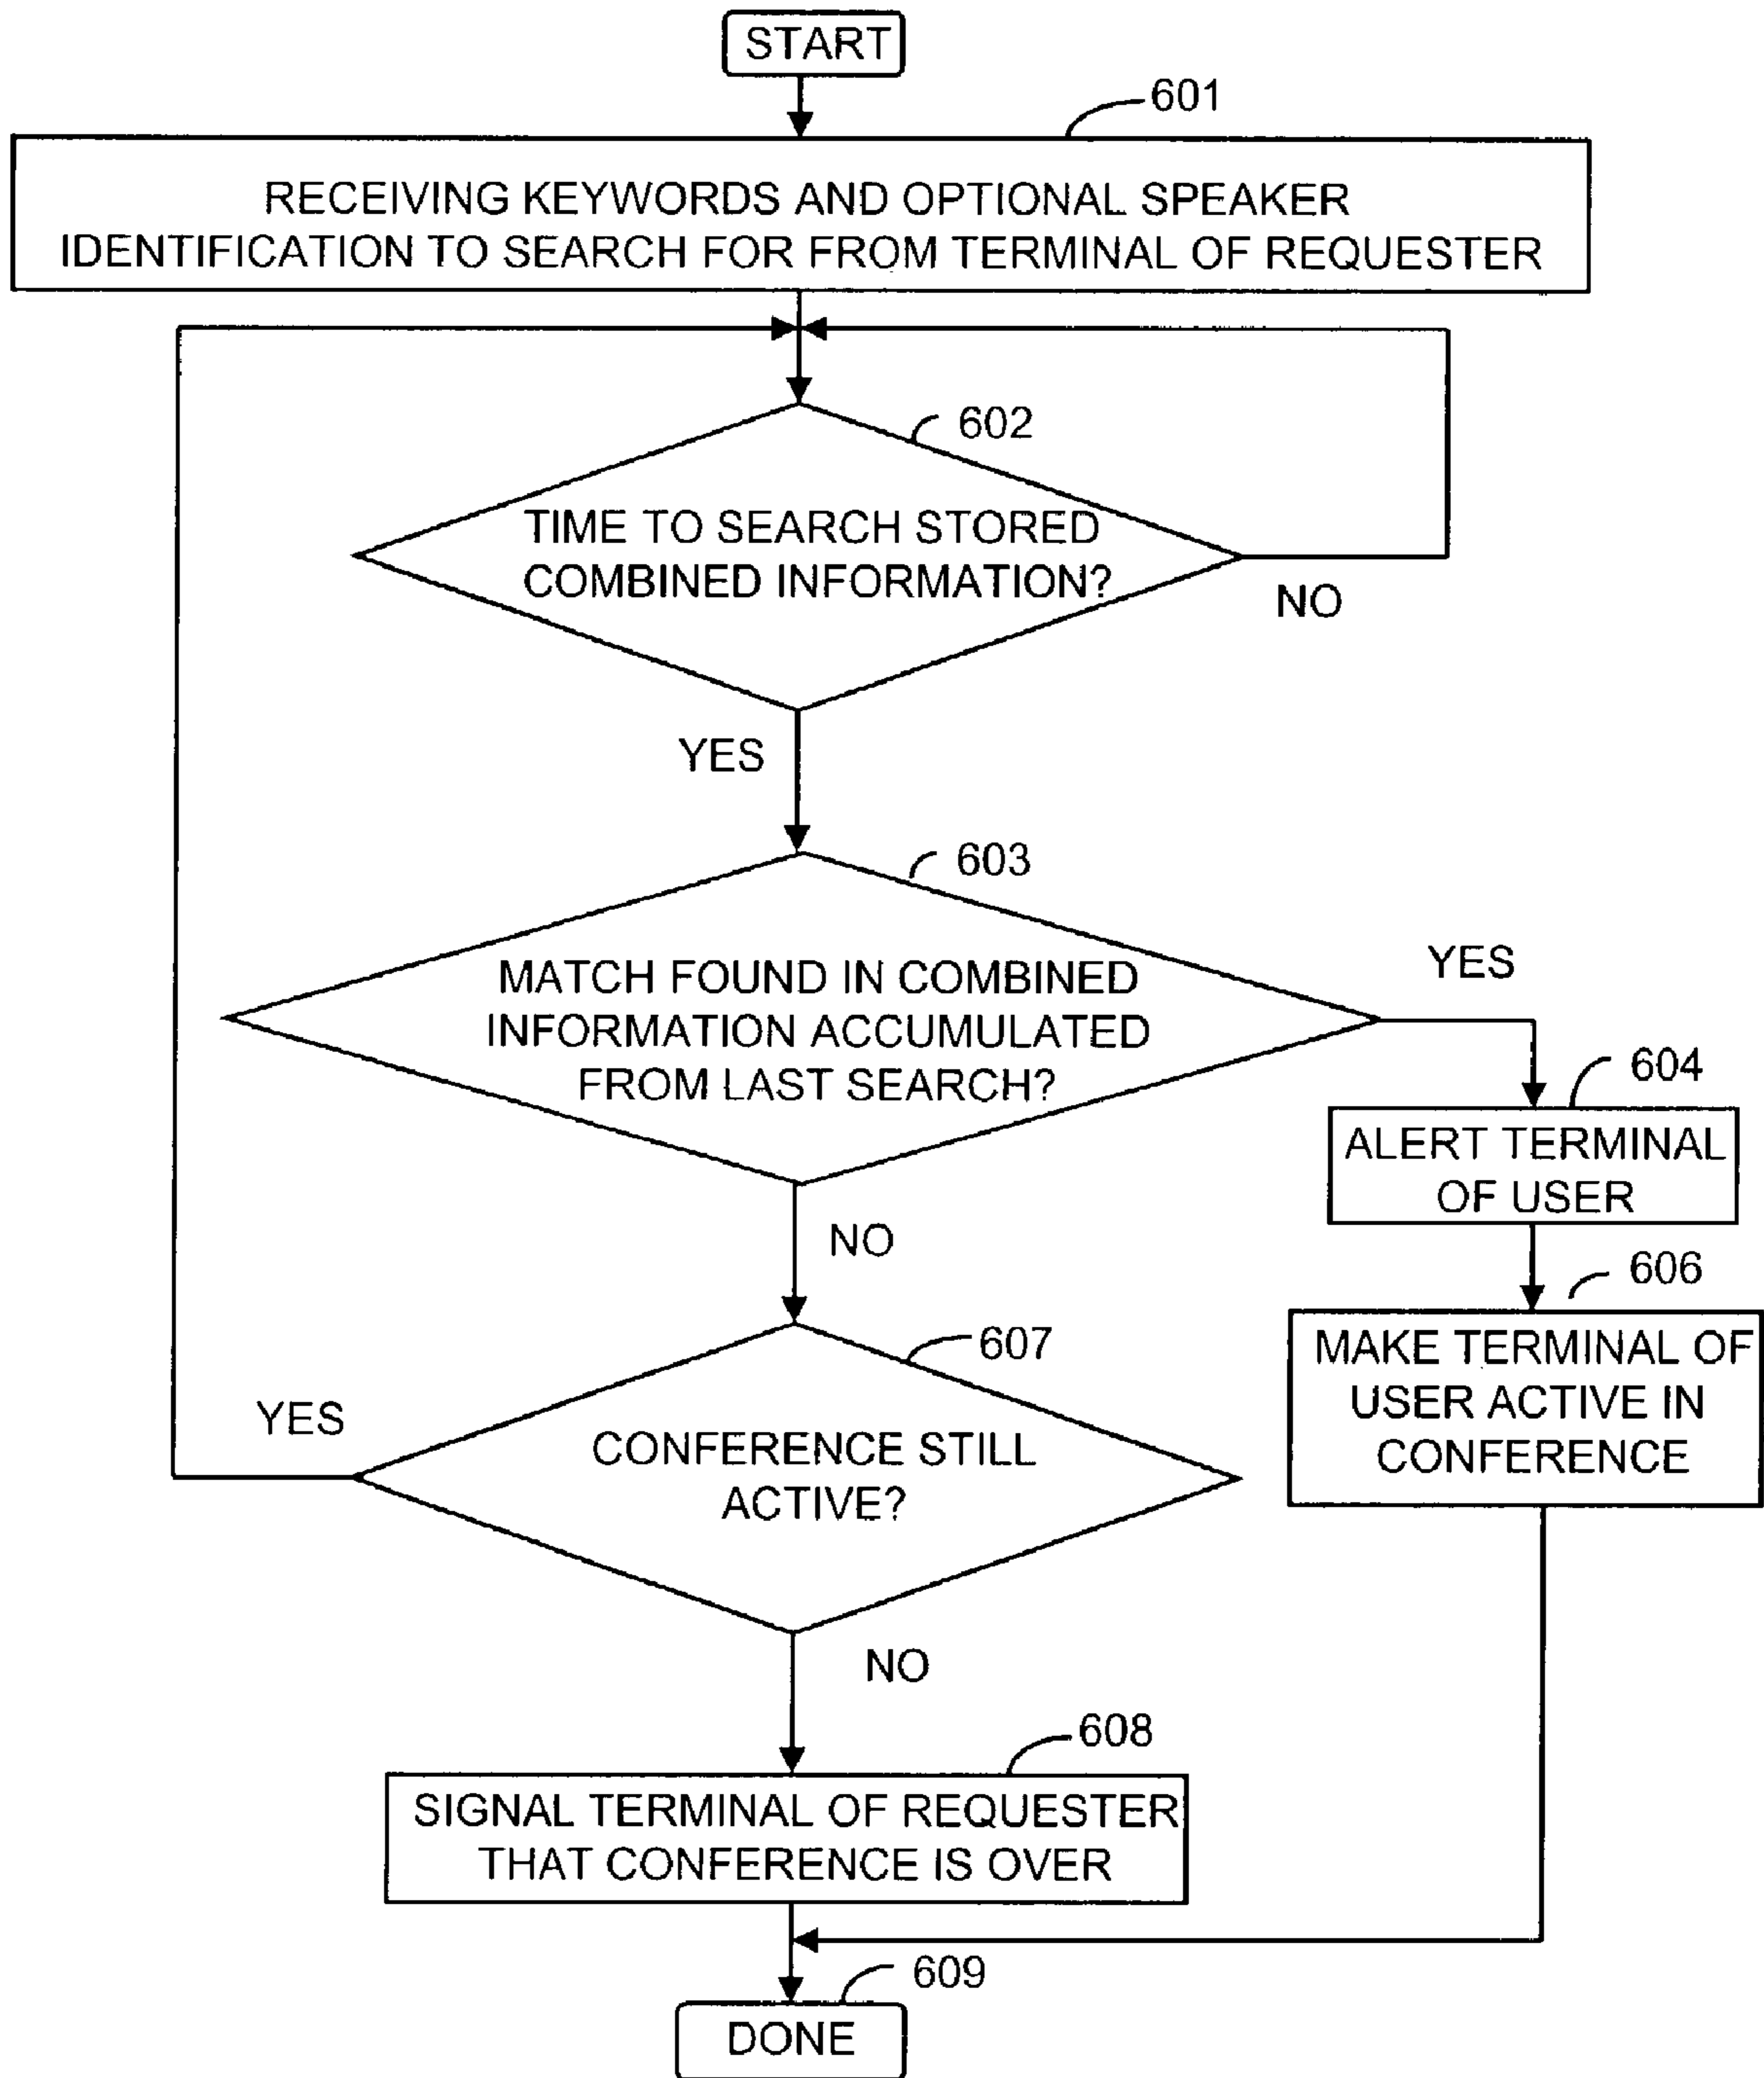 START
601
RECEIVING KEYWORDS AND OPTIONAL SPEAKER
IDENTIFICATION TO SEARCH FOR FROM TERMINAL OF REQUESTER
602
TIME TO SEARCH STORED
COMBINED INFORMATION?
NO
YES
603
MATCH FOUND IN COMBINED
INFORMATION ACCUMULATED
FROM LAST SEARCH?
YES
604
ALERT TERMINAL
OF USER
NO
606
MAKE TERMINAL OF
USER ACTIVE IN
CONFERENCE
607
YES
CONFERENCE STILL
ACTIVE?
NO
608
SIGNAL TERMINAL OF REQUESTER
THAT CONFERENCE IS OVER
609
DONE